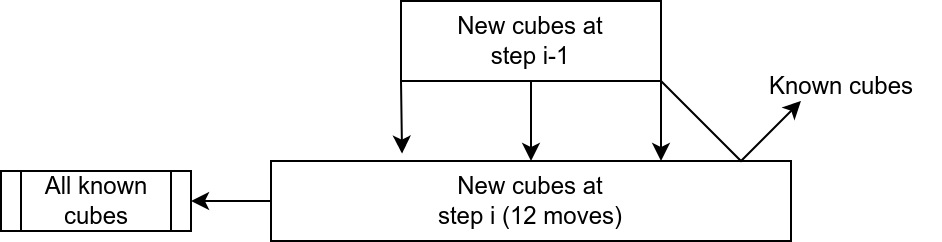 New cubes at
step i-1
Known cubes
All known
cubes
New cubes at
step i (12 moves)